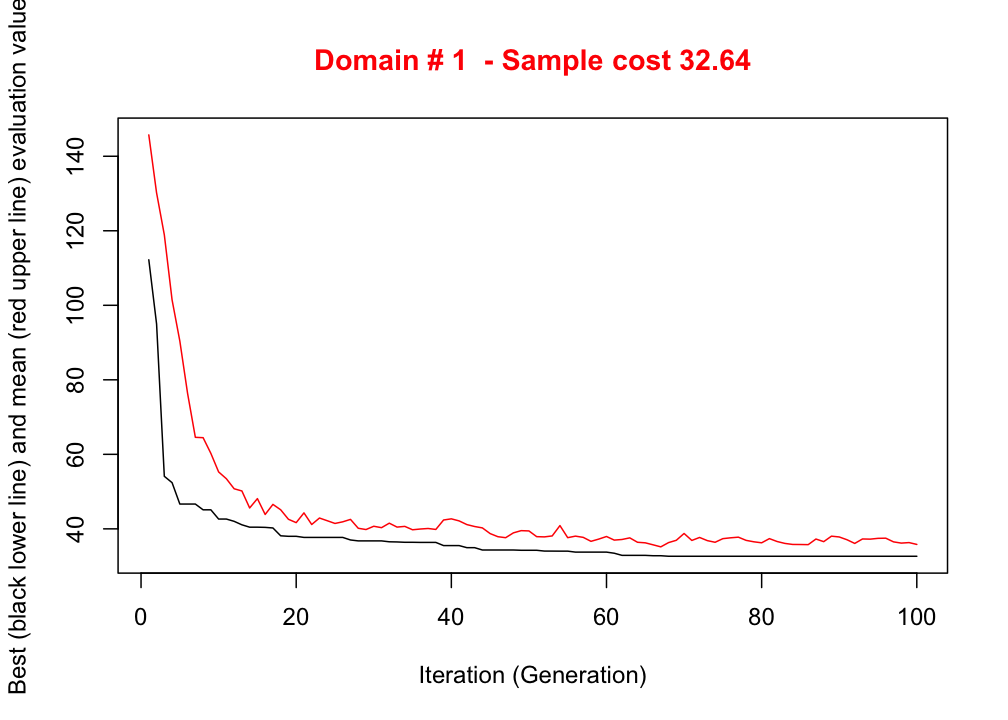 Domain # 1 - Sample cost 32.64
Best (black lower line) and mean (red upper line) evaluation value
140
120
100
80
60
40
0 20 40 60 80 100
Iteration (Generation)